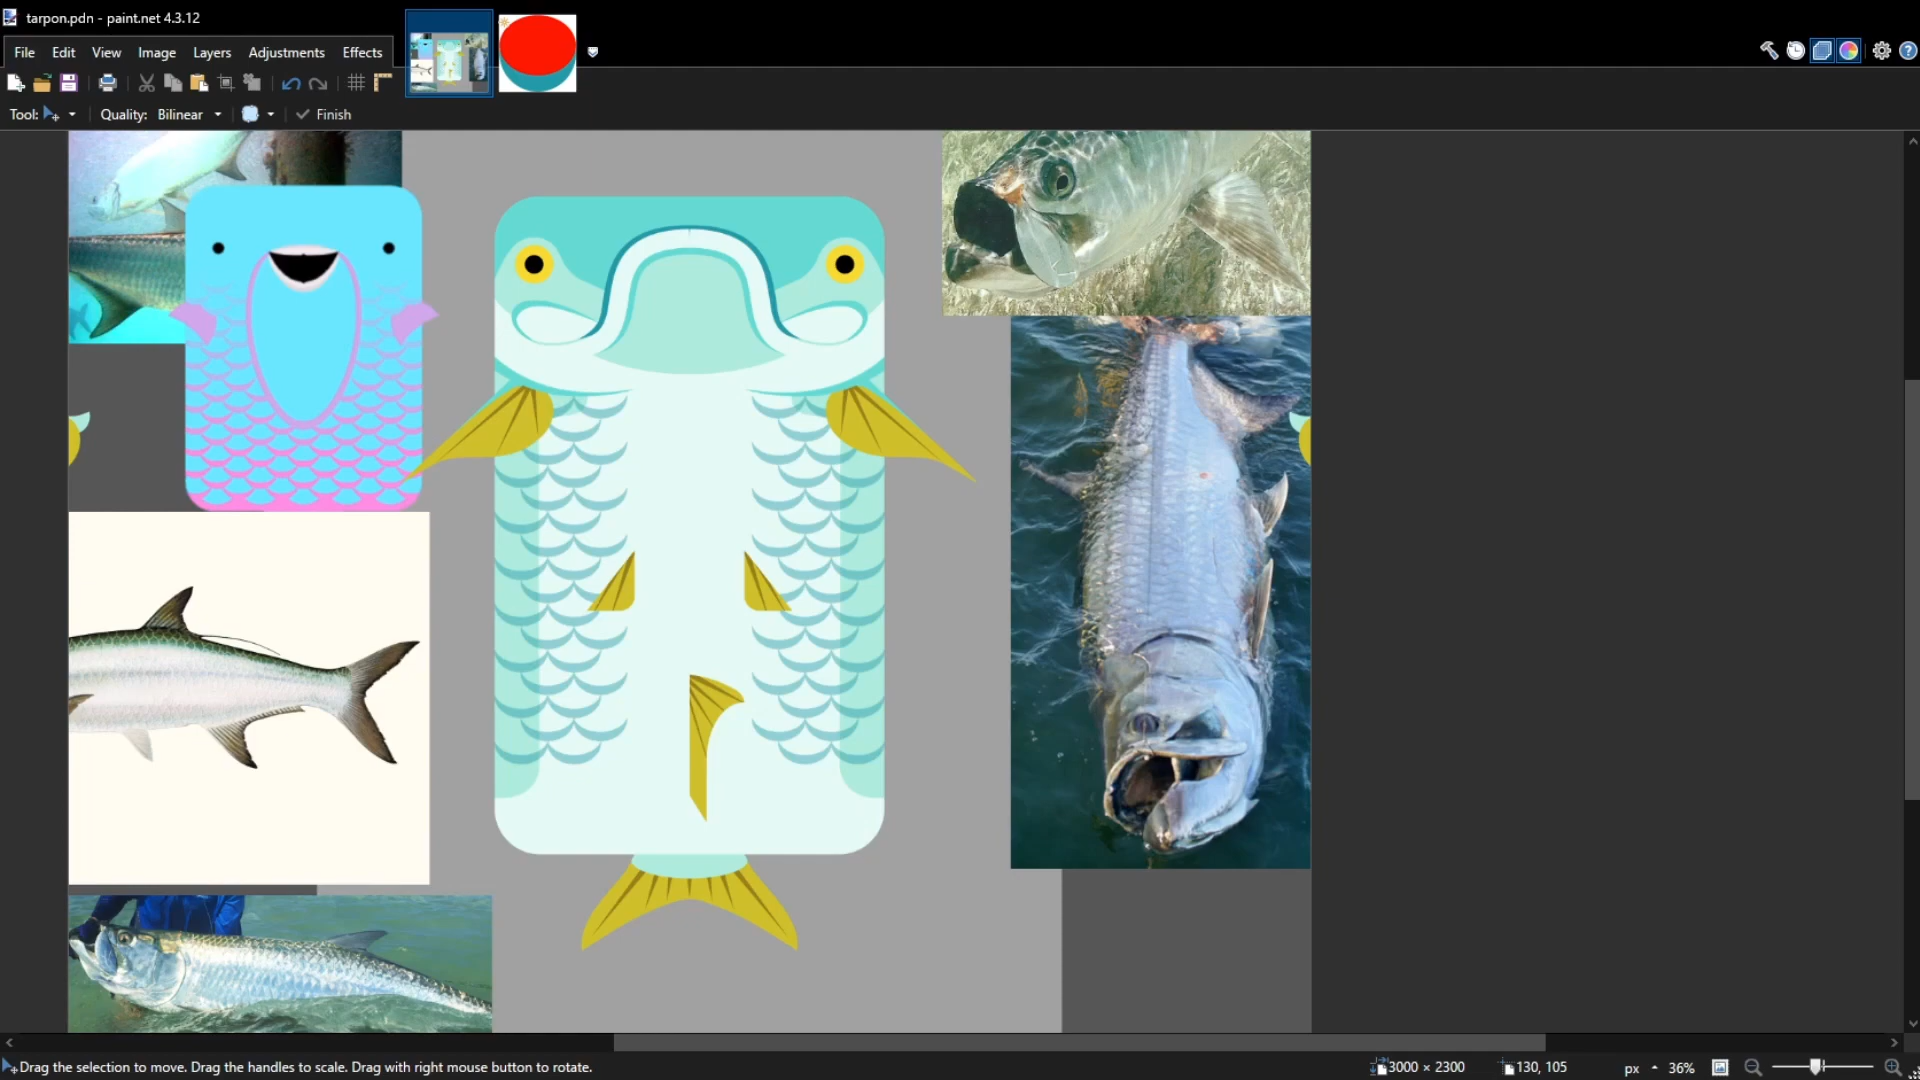 tarpon.pdn - paint.net 4.3.12
File Edit View Image Layers Adjustments Effects
Tool: Quality: Bilinear Finish
Drag the selection to move. Drag the handles to scale. Drag with right mouse button to rotate.
3000 × 2300
130, 105
px
36%